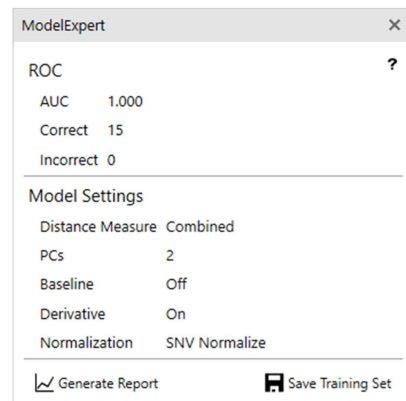 ModelExpert ×
ROC ?
AUC 1.000
Correct 15
Incorrect 0
Model Settings
Distance Measure Combined
PCs 2
Baseline Off
Derivative On
Normalization SNV Normalize
Generate Report Save Training Set